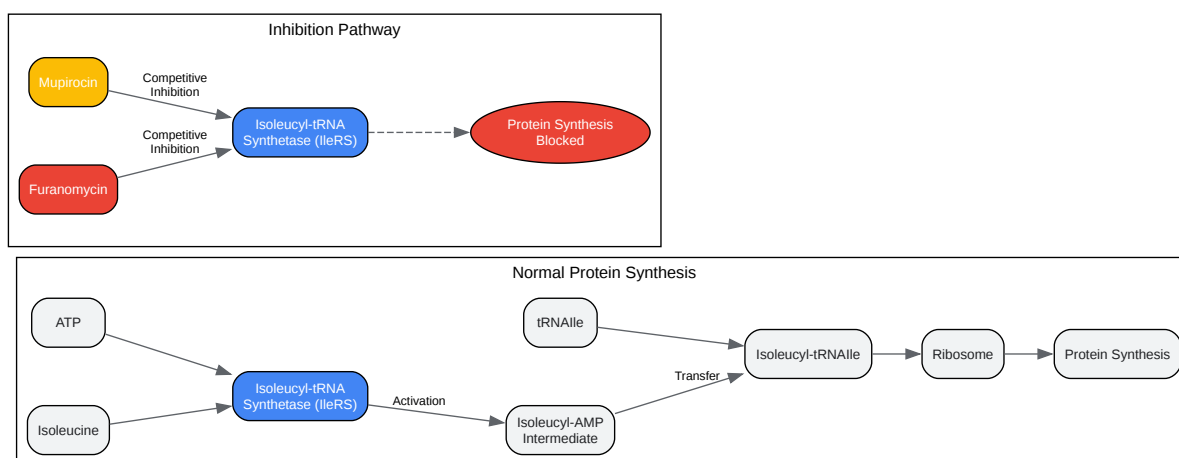 Inhibition Pathway
Mupirocin
Competitive
Inhibition
Isoleucyl-tRNA
Synthetase (IleRS)
Protein Synthesis
Blocked
Competitive
Inhibition
Furanomycin
Normal Protein Synthesis
ATP
tRNAIle
Isoleucyl-tRNAIle
Ribosome
Protein Synthesis
Transfer
Isoleucyl-tRNA
Synthetase (IleRS)
Activation
Isoleucine
Isoleucyl-AMP
Intermediate